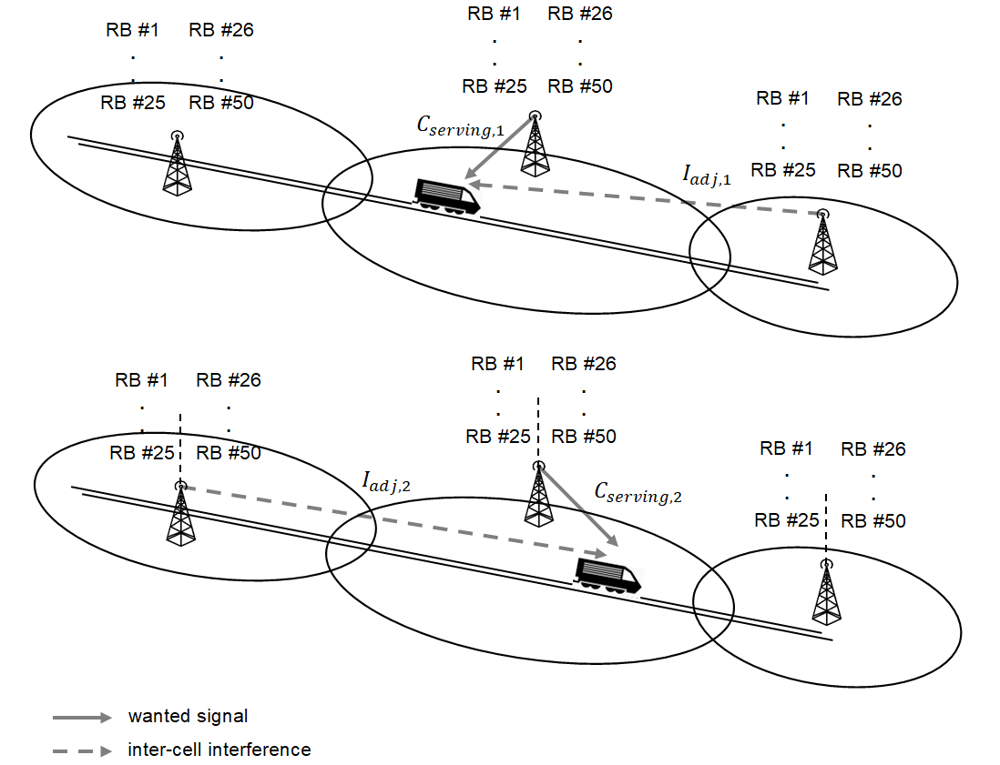 RB #1 RB #26
. .
. .
RB #25 RB #50
RB #1 RB #26
. .
. .
RB #25 RB #50
RB #1 RB #26
. .
. .
RB #25 RB #50
C_serving,1
I_adj,1
RB #1 RB #26
. .
. .
RB #25 RB #50
RB #1 RB #26
. .
. .
RB #25 RB #50
RB #1 RB #26
. .
. .
RB #25 RB #50
I_adj,2
C_serving,2
wanted signal
inter-cell interference